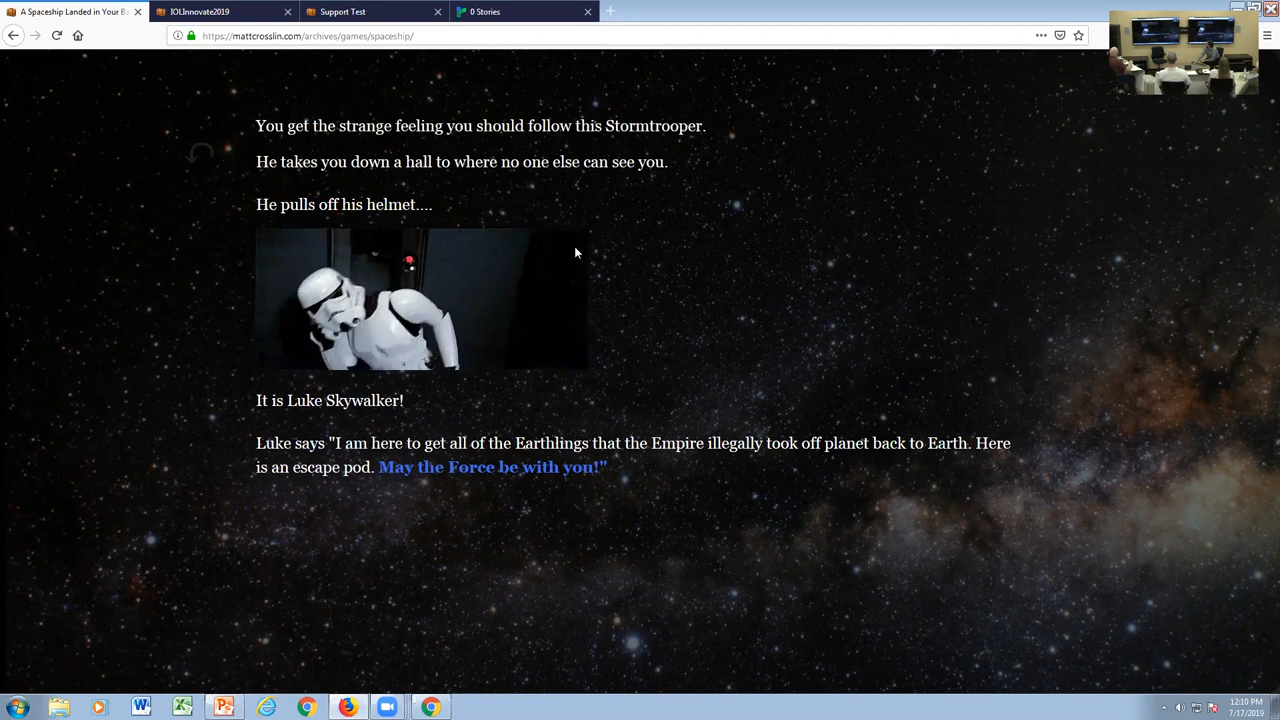 A Spaceship Landed in Your B
IOLInnovate2019
Support Test
0 Stories
https://mattcrosslin.com/archives/games/spaceship/
You get the strange feeling you should follow this Stormtrooper.
He takes you down a hall to where no one else can see you.
He pulls off his helmet....
It is Luke Skywalker!
Luke says "I am here to get all of the Earthlings that the Empire illegally took off planet back to Earth. Here
is an escape pod. May the Force be with you!"
12:10 PM
7/17/2019